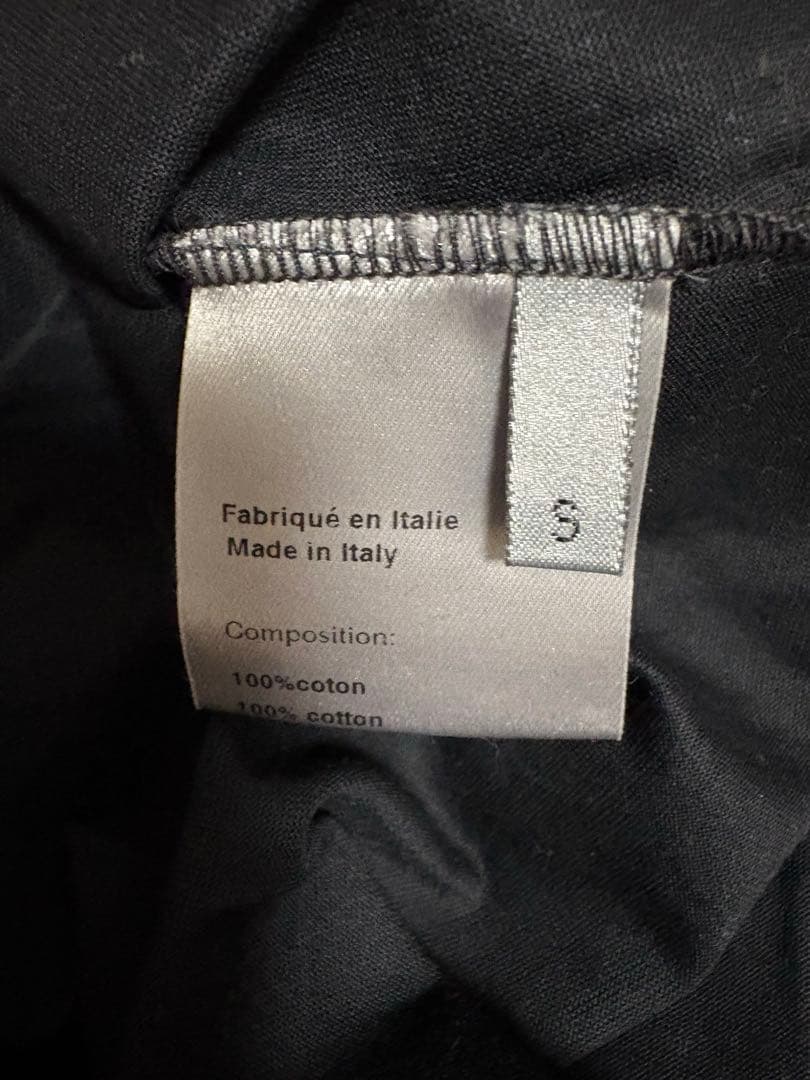 Fabriqué en Italie
Made in Italy
S
Composition:
100%coton
100% cotton